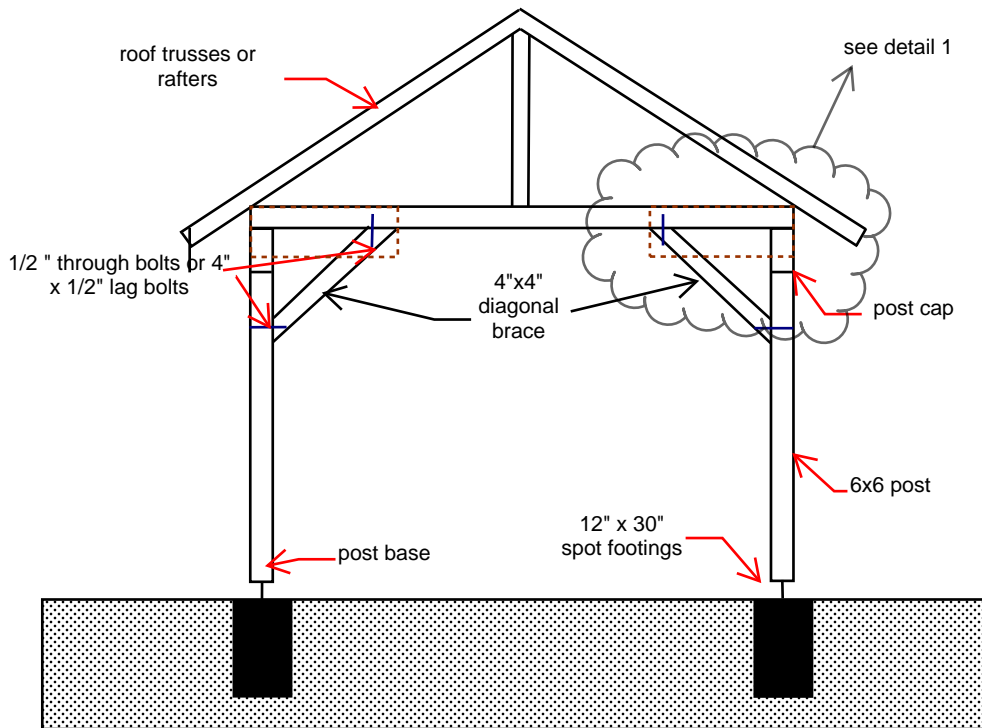 roof trusses or
rafters
see detail 1
1/2 " through bolts or 4"
x 1/2" lag bolts
4"x4"
diagonal
brace
post cap
6x6 post
12" x 30"
spot footings
post base